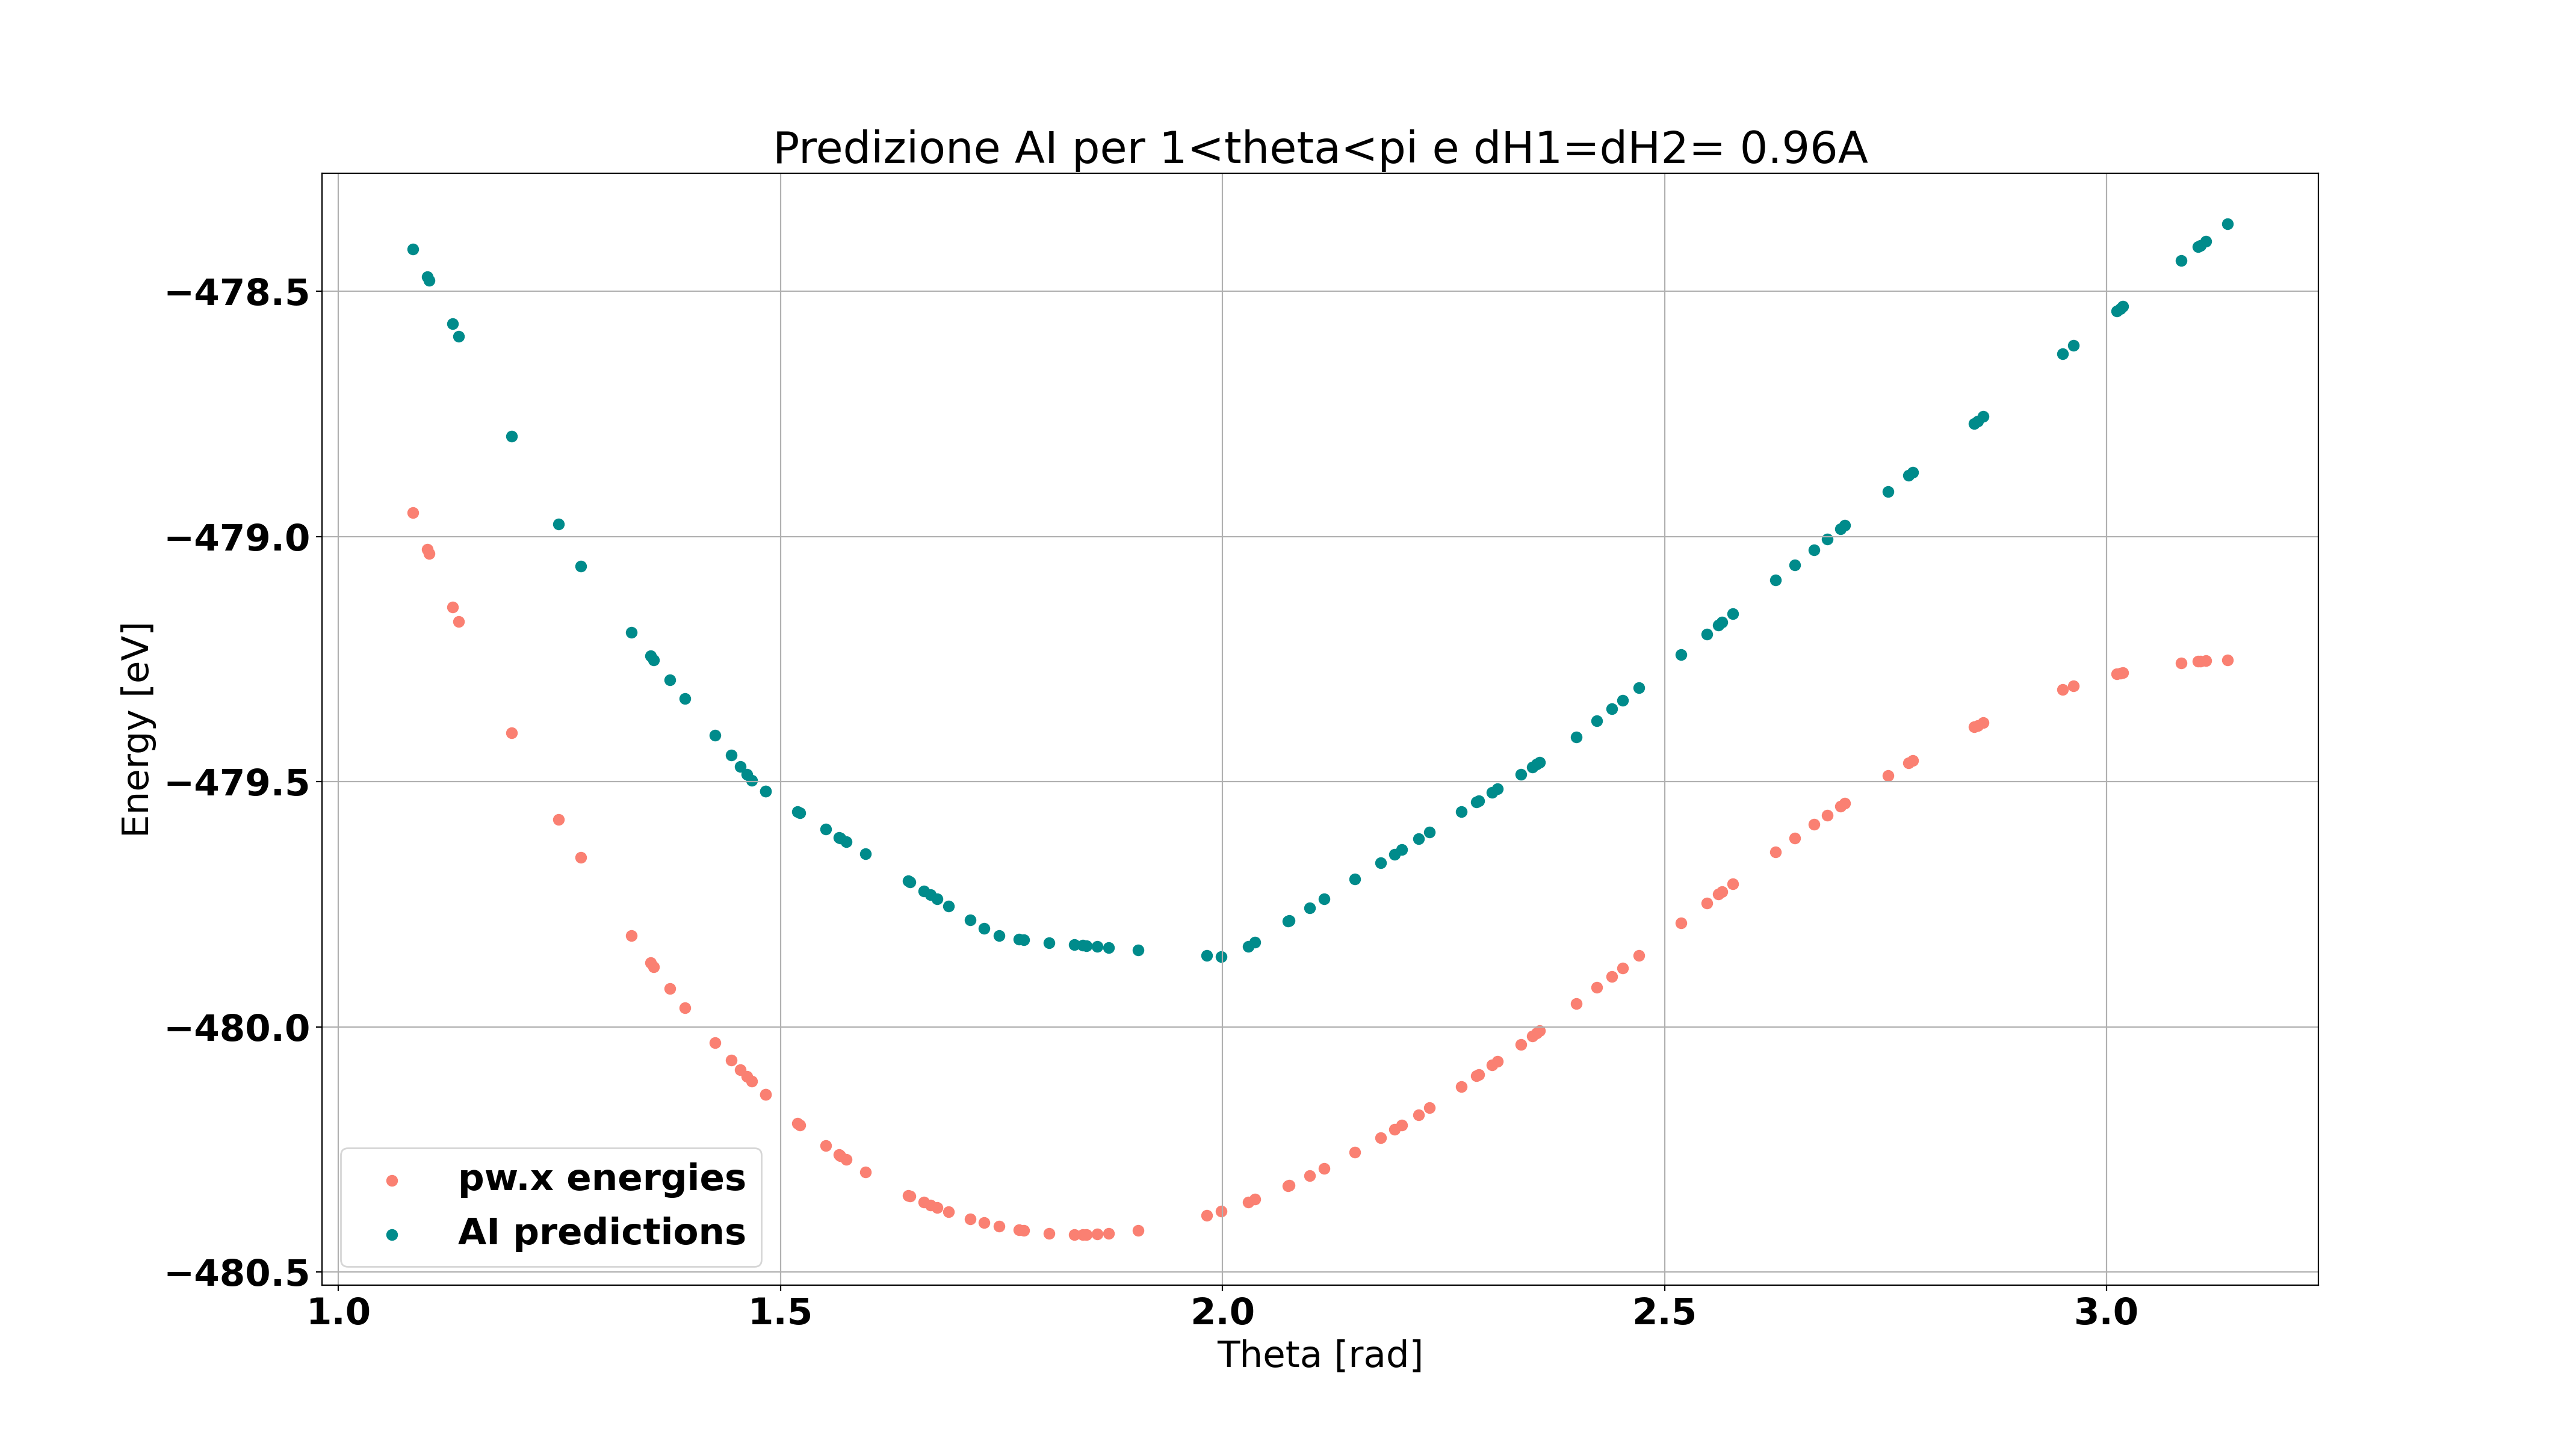 Predizione AI per 1<theta<pi e dH1=dH2= 0.96A
Energy [eV]
−478.5
−479.0
−479.5
−480.0
−480.5
pw.x energies
AI predictions
1.0 1.5 2.0 2.5 3.0
Theta [rad]